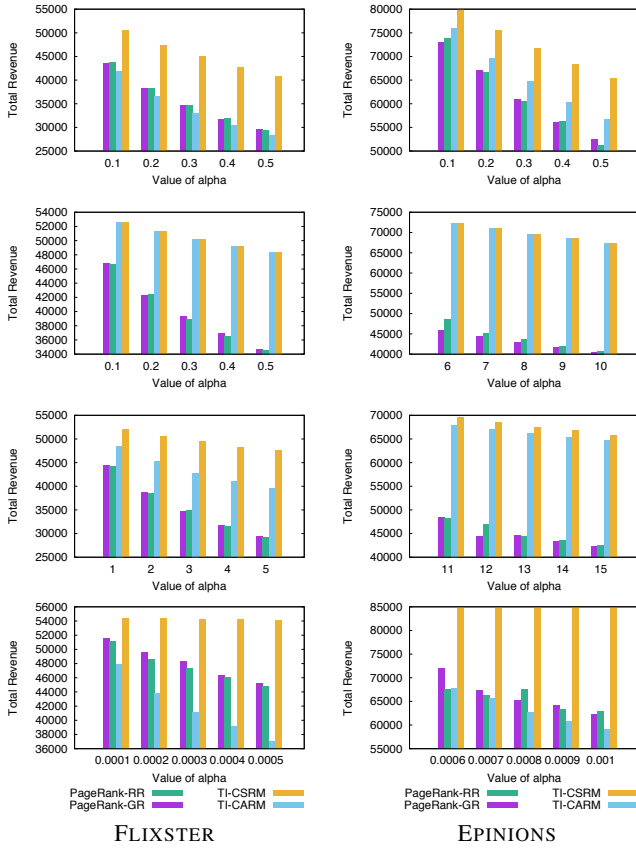 55000
50000
45000
40000
35000
30000
25000
Total Revenue
0.1 0.2 0.3 0.4 0.5
Value of alpha
80000
75000
70000
65000
60000
55000
50000
Total Revenue
0.1 0.2 0.3 0.4 0.5
Value of alpha
54000
52000
50000
48000
46000
44000
42000
40000
38000
36000
34000
Total Revenue
0.1 0.2 0.3 0.4 0.5
Value of alpha
75000
70000
65000
60000
55000
50000
45000
40000
Total Revenue
6 7 8 9 10
Value of alpha
55000
50000
45000
40000
35000
30000
25000
Total Revenue
1 2 3 4 5
Value of alpha
70000
65000
60000
55000
50000
45000
40000
Total Revenue
11 12 13 14 15
Value of alpha
56000
54000
52000
50000
48000
46000
44000
42000
40000
38000
36000
Total Revenue
0.0001 0.0002 0.0003 0.0004 0.0005
Value of alpha
PageRank-RR TI-CSRM
PageRank-GR TI-CARM
FLIXSTER
85000
80000
75000
70000
65000
60000
55000
Total Revenue
0.0006 0.0007 0.0008 0.0009 0.001
Value of alpha
PageRank-RR TI-CSRM
PageRank-GR TI-CARM
EPINIONS